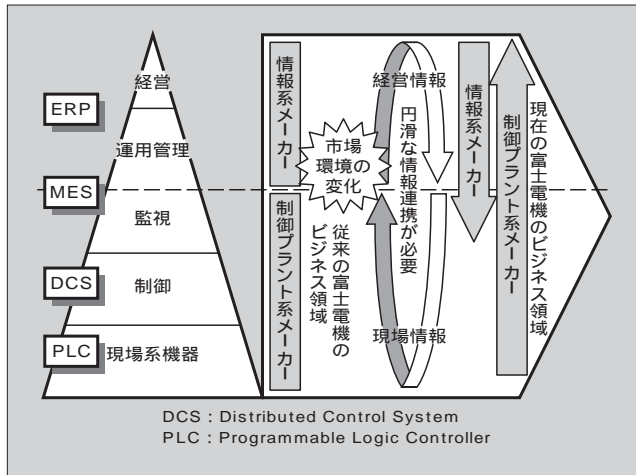 ERP
MES
DCS
PLC
経営
運用管理
監視
制御
現場系機器
情報系メーカー
制御プラント系メーカー
市場
環境の
変化
従来の富士電機の
ビジネス領域
経営情報
円滑な情報連携が必要
現場情報
情報系メーカー
制御プラント系メーカー
現在の富士電機のビジネス領域
DCS : Distributed Control System
PLC : Programmable Logic Controller